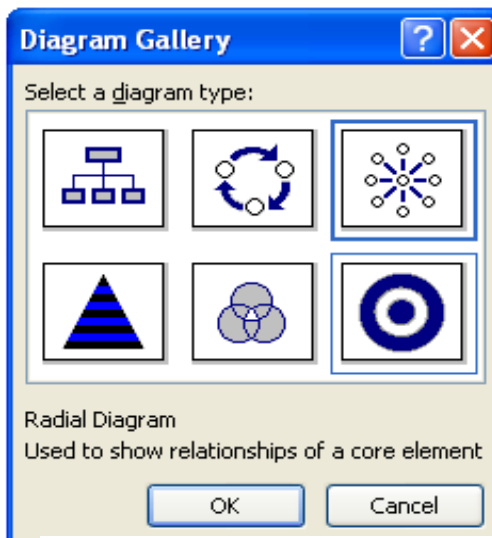 Diagram Gallery
Select a diagram type:
Radial Diagram
Used to show relationships of a core element
OK Cancel